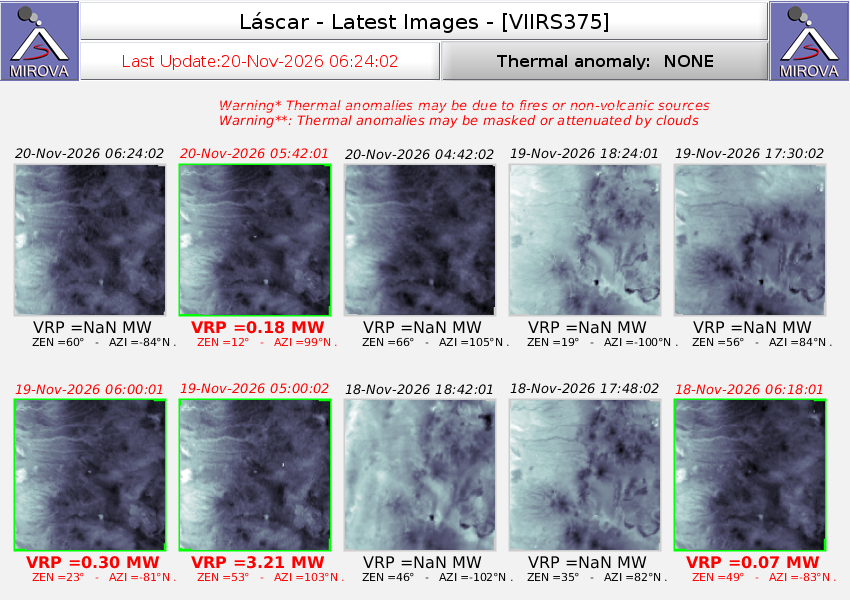 Láscar - Latest Images - [VIIRS375]
MIROVA
Last Update:20-Nov-2026 06:24:02
Thermal anomaly: NONE
MIROVA
Warning* Thermal anomalies may be due to fires or non-volcanic sources
Warning**: Thermal anomalies may be masked or attenuated by clouds
20-Nov-2026 06:24:02
20-Nov-2026 05:42:01
20-Nov-2026 04:42:02
19-Nov-2026 18:24:01
19-Nov-2026 17:30:02
VRP =NaN MW
VRP =0.18 MW
VRP =NaN MW
VRP =NaN MW
VRP =NaN MW
ZEN =60° - AZI =-84°N .
ZEN =12° - AZI =99°N .
ZEN =66° - AZI =105°N .
ZEN =19° - AZI =-100°N .
ZEN =56° - AZI =84°N .
19-Nov-2026 06:00:01
19-Nov-2026 05:00:02
18-Nov-2026 18:42:01
18-Nov-2026 17:48:02
18-Nov-2026 06:18:01
VRP =0.30 MW
VRP =3.21 MW
VRP =NaN MW
VRP =NaN MW
VRP =0.07 MW
ZEN =23° - AZI =-81°N .
ZEN =53° - AZI =103°N .
ZEN =46° - AZI =-102°N .
ZEN =35° - AZI =82°N .
ZEN =49° - AZI =-83°N .